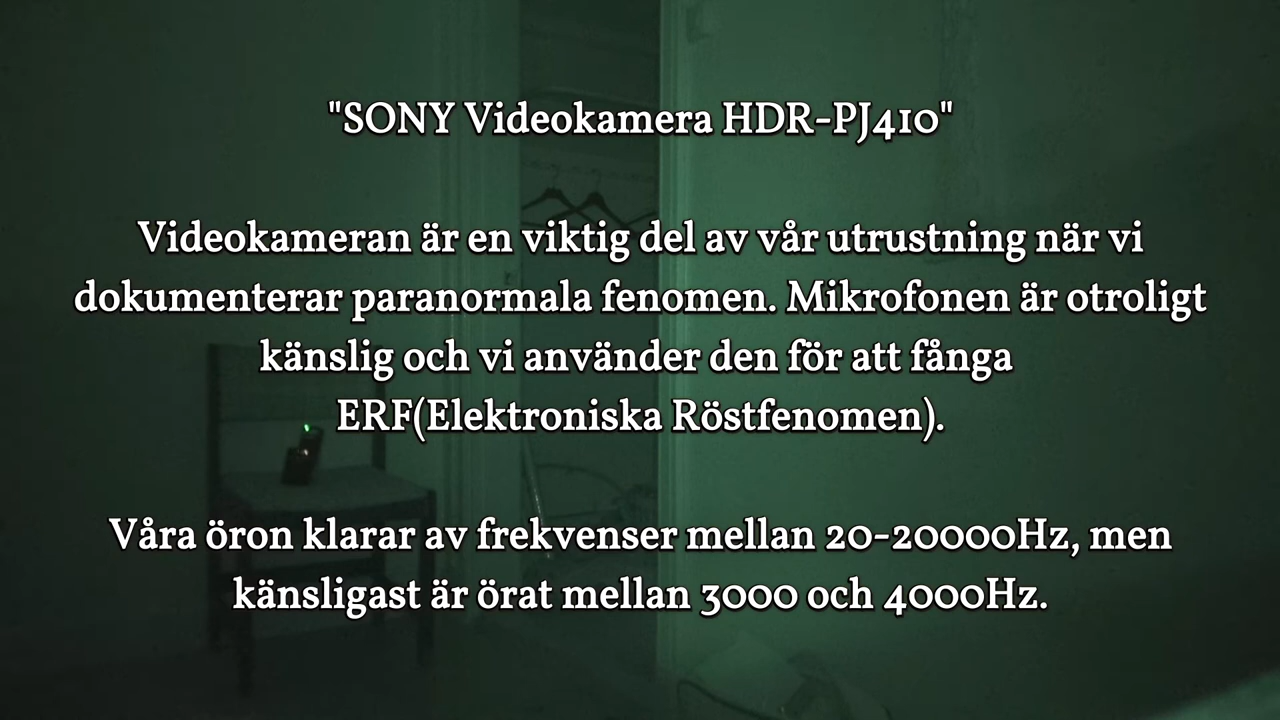 "SONY Videokamera HDR-PJ410"
Videokameran är en viktig del av vår utrustning när vi
dokumenterar paranormala fenomen. Mikrofonen är otroligt
känslig och vi använder den för att fånga
ERF(Elektroniska Röstfenomen).
Våra öron klarar av frekvenser mellan 20-20000Hz, men
känsligast är örat mellan 3000 och 4000Hz.